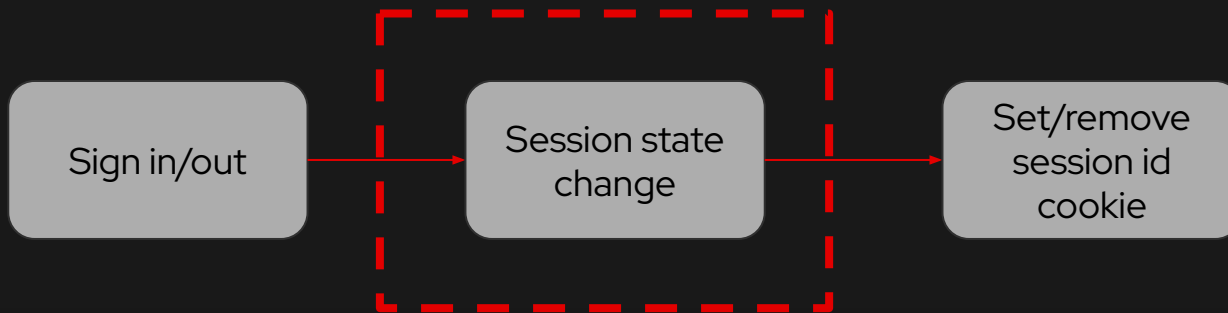 Sign in/out
Session state
change
Set/remove
session id
cookie